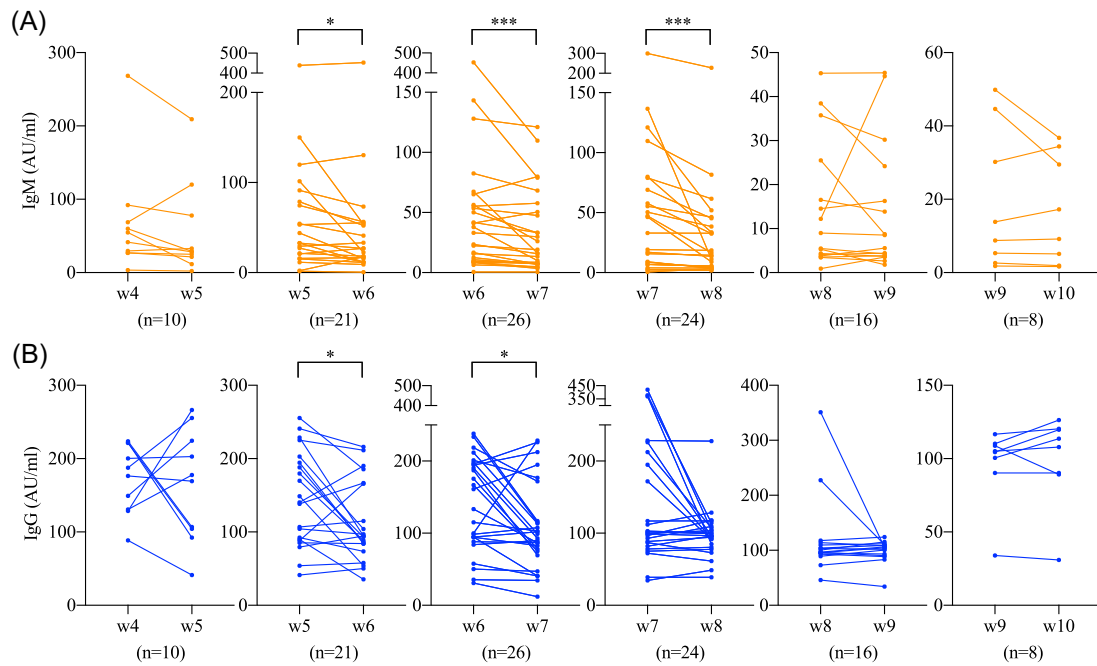 (A)
* *** ***
300 500 500 300 50 60
400 400 200
200 150 150 40
200 40
100 100 30
100 20
100 50 50 20
10
0 0 0 0 0 0
IgM (AU/ml)
w4 w5 w5 w6 w6 w7 w7 w8 w8 w9 w9 w10
(n=10) (n=21) (n=26) (n=24) (n=16) (n=8)
(B)
* *
300 300 500 450 400 150
400 350
300
200 200 200 200 100
200
100 100 100 100 50
100
0 0 0 0 0 0
IgG (AU/ml)
w4 w5 w5 w6 w6 w7 w7 w8 w8 w9 w9 w10
(n=10) (n=21) (n=26) (n=24) (n=16) (n=8)